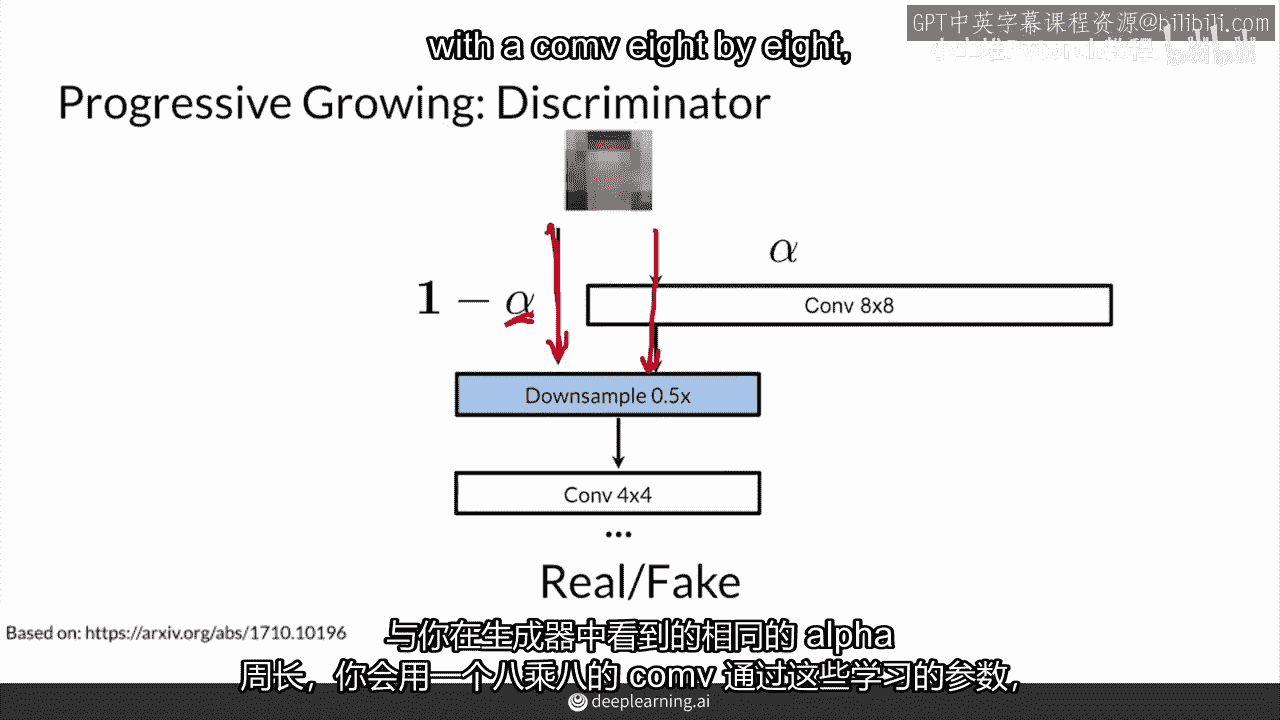 GPT中英字幕课程资源@bilibili.com
with a comv eight by eight,
Progressive Growing: Discriminator
α
1 − α
Conv 8x8
Downsample 0.5x
Conv 4x4
...
Real/Fake
Based on: https://arxiv.org/abs/1710.10196
与你在生成器中看到的相同的 alpha
周长，你会用一个八乘八的 comv 通过这些学习的参数，
deeplearning.ai